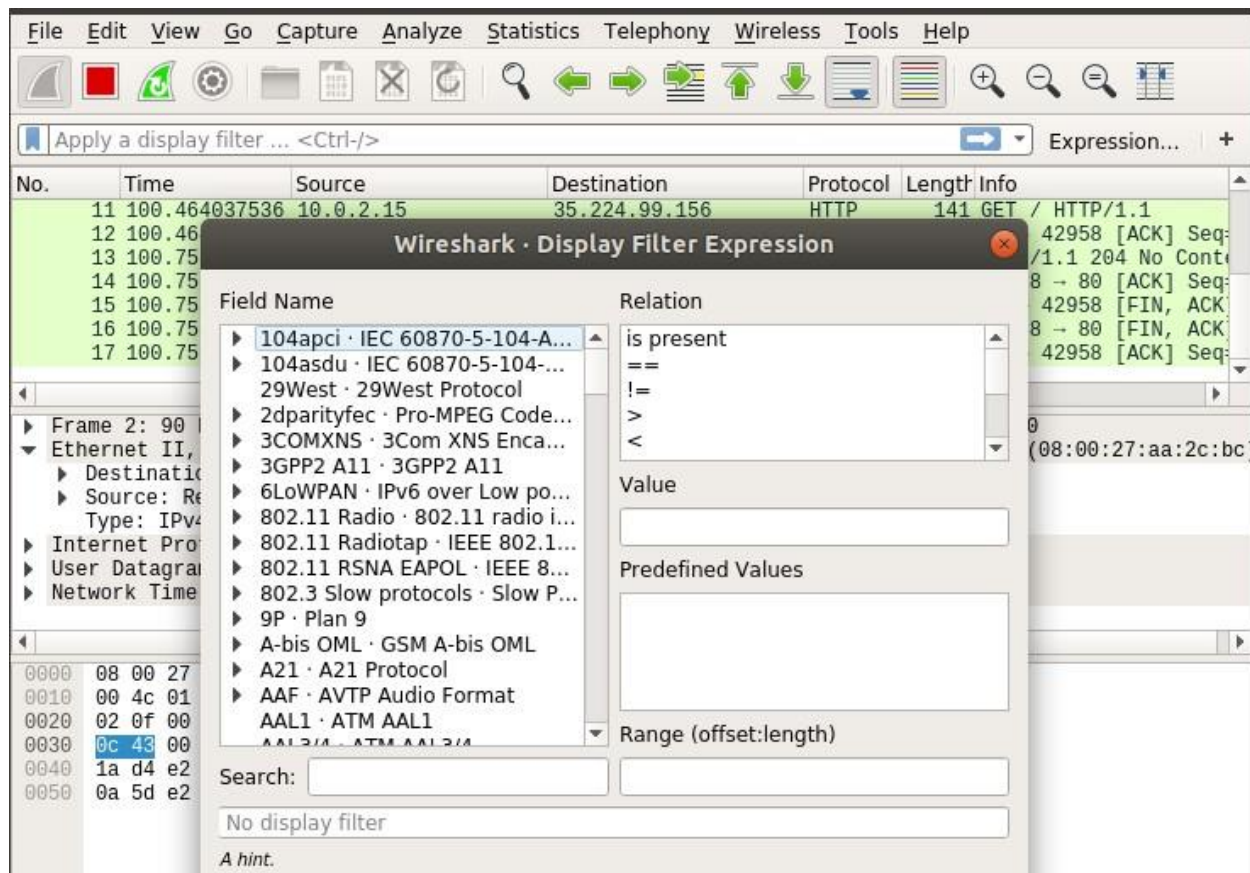 File Edit View Go Capture Analyze Statistics Telephony Wireless Tools Help
Apply a display filter ... <Ctrl-/>
Expression... +
No. Time Source Destination Protocol Length Info
11 100.464037536 10.0.2.15 35.224.99.156 HTTP 141 GET / HTTP/1.1
12 100.46 42958 [ACK] Seq=
13 100.75 /1.1 204 No Conte
14 100.75 8 → 80 [ACK] Seq=
15 100.75 42958 [FIN, ACK]
16 100.75 8 → 80 [FIN, ACK]
17 100.75 42958 [ACK] Seq=
Wireshark · Display Filter Expression
Field Name
104apci · IEC 60870-5-104-A...
104asdu · IEC 60870-5-104-...
29West · 29West Protocol
2dparityfec · Pro-MPEG Code...
3COMXNS · 3Com XNS Enca...
3GPP2 A11 · 3GPP2 A11
6LoWPAN · IPv6 over Low po...
802.11 Radio · 802.11 radio i...
802.11 Radiotap · IEEE 802.1...
802.11 RSNA EAPOL · IEEE 8...
802.3 Slow protocols · Slow P...
9P · Plan 9
A-bis OML · GSM A-bis OML
A21 · A21 Protocol
AAF · AVTP Audio Format
AAL1 · ATM AAL1
AAL3/4 · ATM AAL3/4
Search:
Relation
is present
==
!=
>
<
Value
Predefined Values
Range (offset:length)
No display filter
A hint.
Frame 2: 90 0
Ethernet II, (08:00:27:aa:2c:bc)
Destinatio
Source: Re
Type: IPv4
Internet Pro
User Datagra
Network Time
0000 08 00 27
0010 00 4c 01
0020 02 0f 00
0030 0c 43 00
0040 1a d4 e2
0050 0a 5d e2